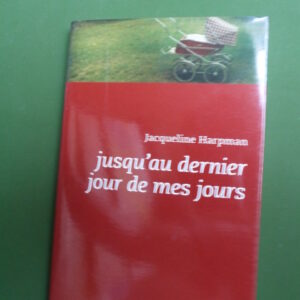 Jacqueline Harpman
jusqu'au dernier
jour de mes jours